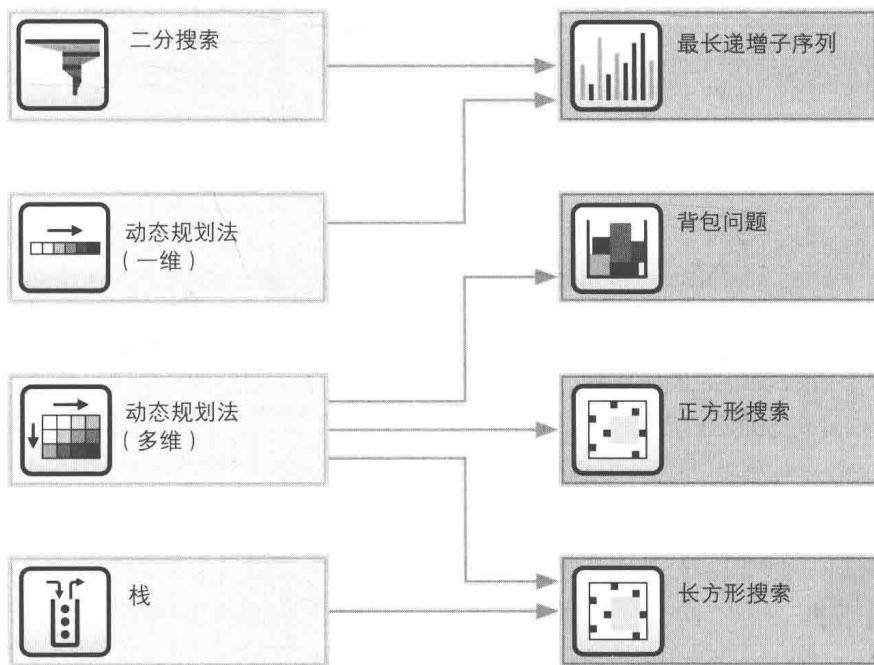 二分搜索
最长递增子序列
动态规划法
（一维）
背包问题
动态规划法
（多维）
正方形搜索
栈
长方形搜索